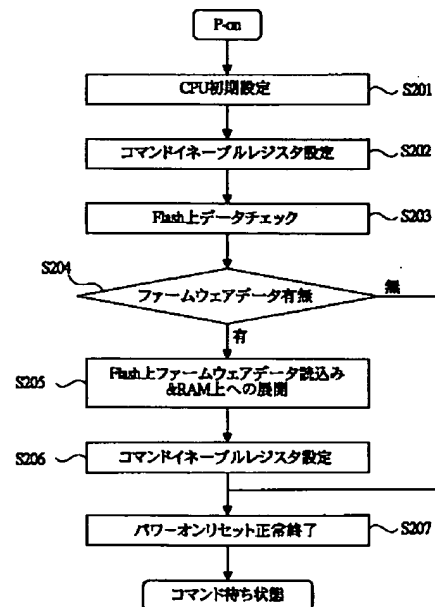 P-on
CPU初期設定
S201
コマンドイネーブルレジスタ設定
S202
Flash上データチェック
S203
S204
ファームウェアデータ有無
無
有
S205
Flash上ファームウェアデータ読込み
&RAM上への展開
S206
コマンドイネーブルレジスタ設定
パワーオンリセット正常終了
S207
コマンド待ち状態